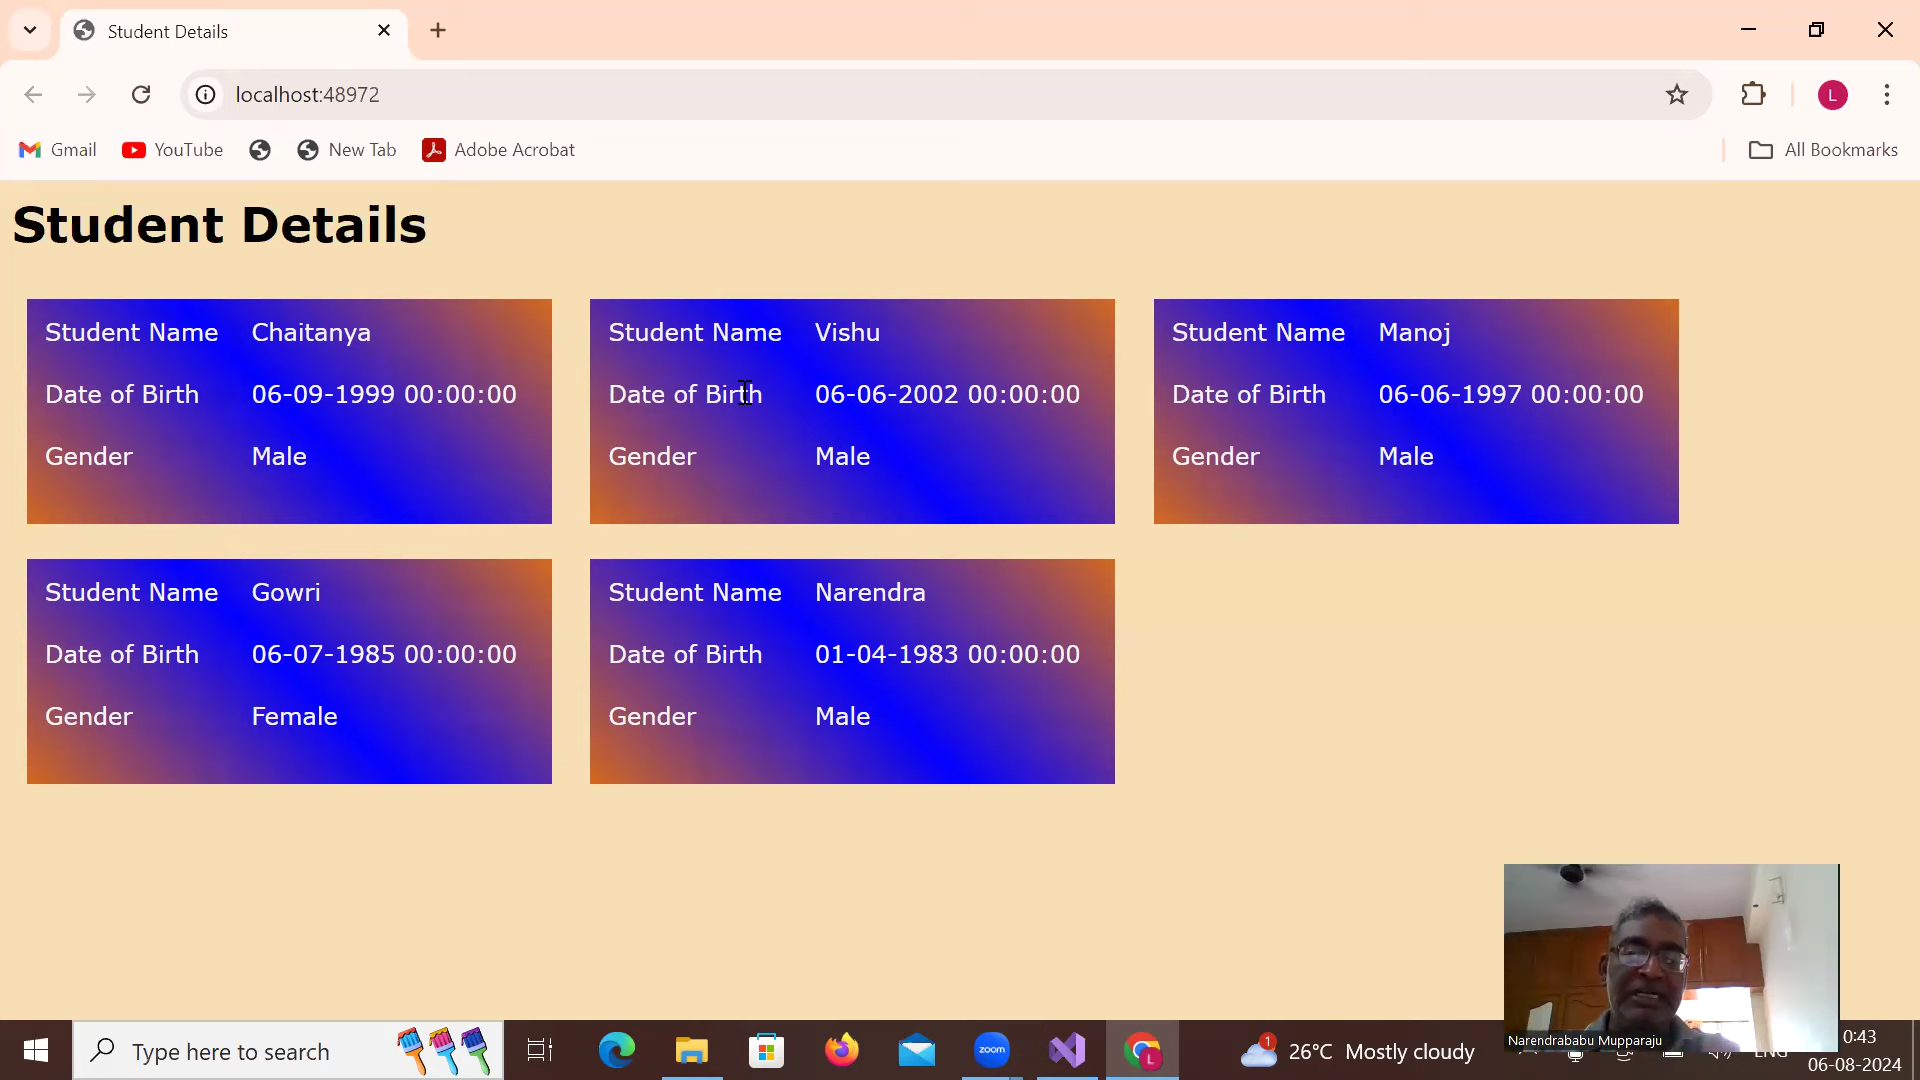 Student Details
localhost:48972
L
Gmail
YouTube
New Tab
Adobe Acrobat
All Bookmarks
Student Details
Student Name Chaitanya
Date of Birth 06-09-1999 00:00:00
Gender Male
Student Name Vishu
Date of Birth 06-06-2002 00:00:00
Gender Male
Student Name Manoj
Date of Birth 06-06-1997 00:00:00
Gender Male
Student Name Gowri
Date of Birth 06-07-1985 00:00:00
Gender Female
Student Name Narendra
Date of Birth 01-04-1983 00:00:00
Gender Male
Narendrababu Mupparaju
Type here to search
zoom
L
1
26°C Mostly cloudy
ENG
0:43
06-08-2024